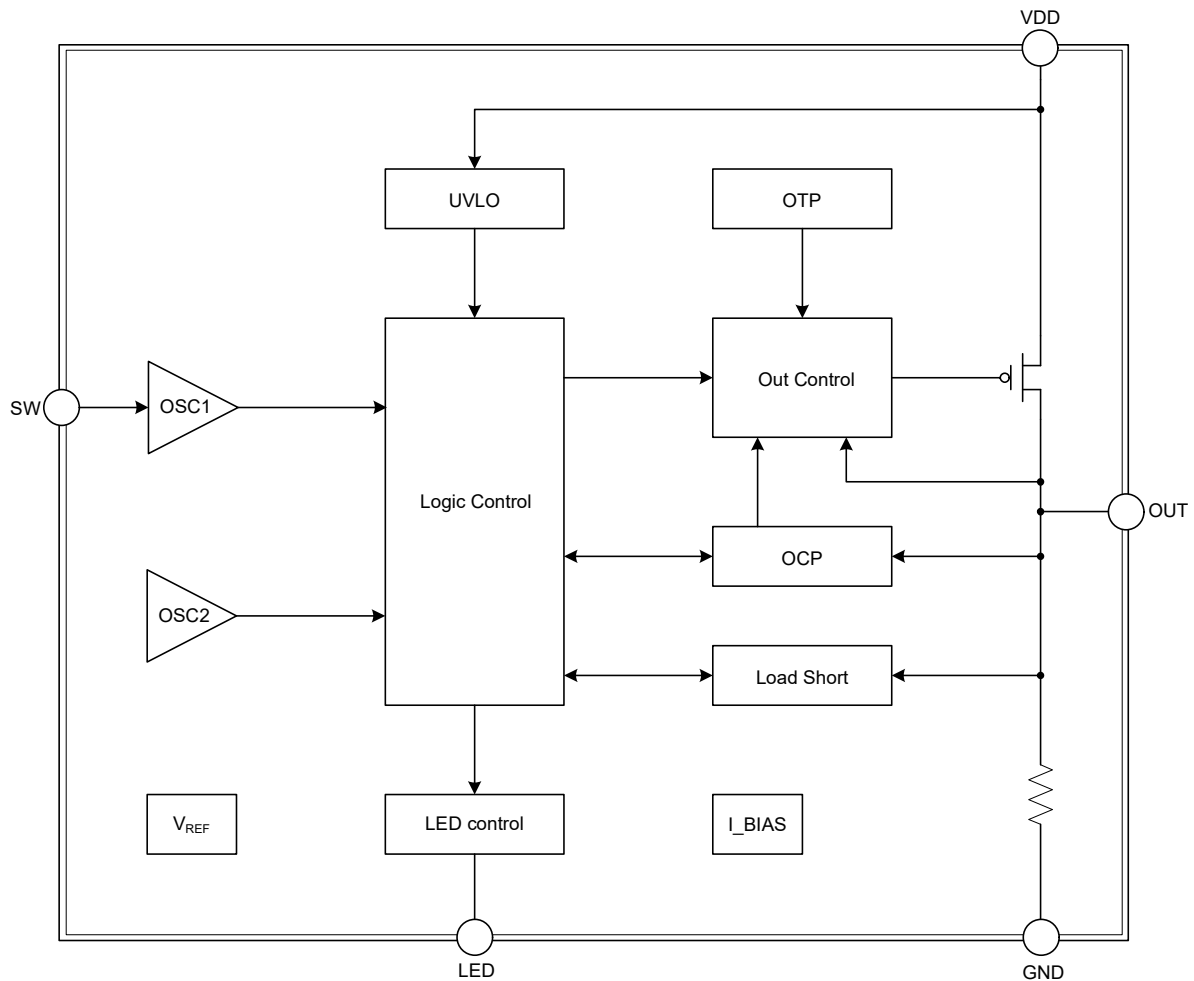 VDD
UVLO
OTP
SW
OSC1
Out Control
Logic Control
OUT
OCP
OSC2
Load Short
VREF
LED control
I_BIAS
LED
GND